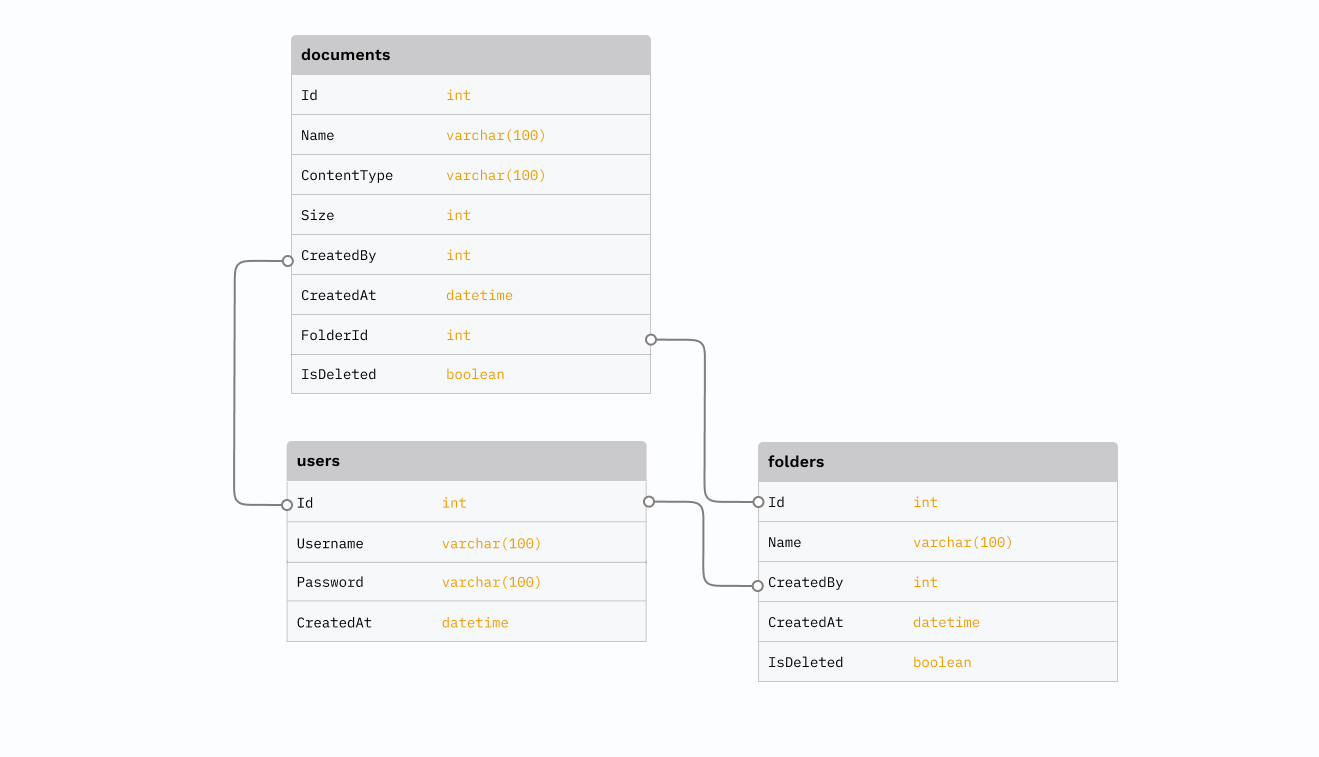 documents
Id int
Name varchar(100)
ContentType varchar(100)
Size int
CreatedBy int
CreatedAt datetime
FolderId int
IsDeleted boolean
users
Id int
Username varchar(100)
Password varchar(100)
CreatedAt datetime
folders
Id int
Name varchar(100)
CreatedBy int
CreatedAt datetime
IsDeleted boolean